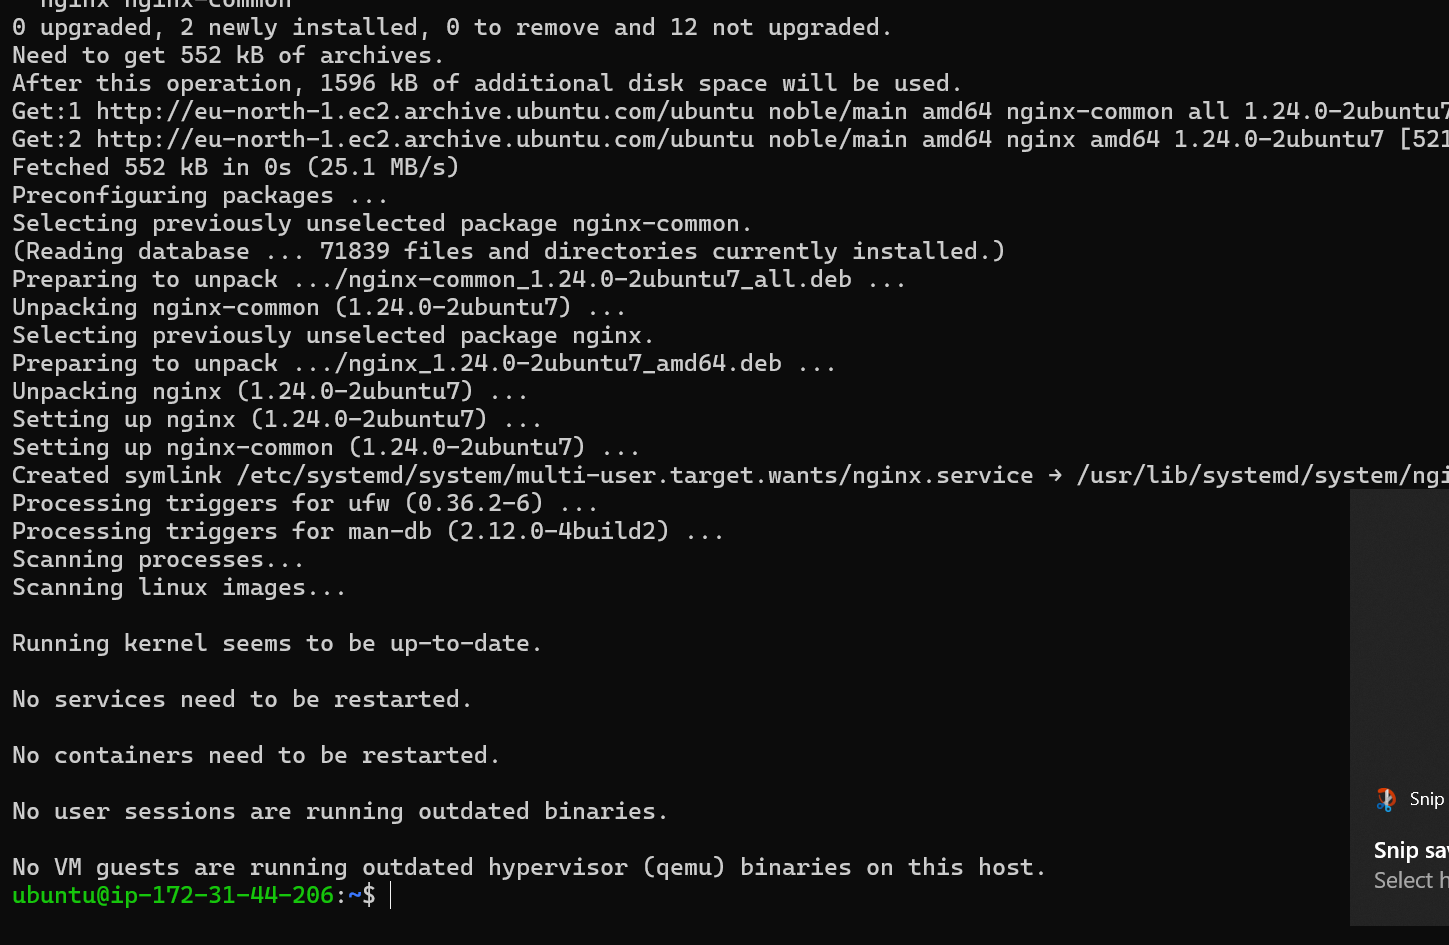 nginx nginx-common
0 upgraded, 2 newly installed, 0 to remove and 12 not upgraded.
Need to get 552 kB of archives.
After this operation, 1596 kB of additional disk space will be used.
Get:1 http://eu-north-1.ec2.archive.ubuntu.com/ubuntu noble/main amd64 nginx-common all 1.24.0-2ubuntu7
Get:2 http://eu-north-1.ec2.archive.ubuntu.com/ubuntu noble/main amd64 nginx amd64 1.24.0-2ubuntu7 [521
Fetched 552 kB in 0s (25.1 MB/s)
Preconfiguring packages ...
Selecting previously unselected package nginx-common.
(Reading database ... 71839 files and directories currently installed.)
Preparing to unpack .../nginx-common_1.24.0-2ubuntu7_all.deb ...
Unpacking nginx-common (1.24.0-2ubuntu7) ...
Selecting previously unselected package nginx.
Preparing to unpack .../nginx_1.24.0-2ubuntu7_amd64.deb ...
Unpacking nginx (1.24.0-2ubuntu7) ...
Setting up nginx (1.24.0-2ubuntu7) ...
Setting up nginx-common (1.24.0-2ubuntu7) ...
Created symlink /etc/systemd/system/multi-user.target.wants/nginx.service → /usr/lib/systemd/system/ngi
Processing triggers for ufw (0.36.2-6) ...
Processing triggers for man-db (2.12.0-4build2) ...
Scanning processes...
Scanning linux images...
Running kernel seems to be up-to-date.
No services need to be restarted.
No containers need to be restarted.
No user sessions are running outdated binaries.
No VM guests are running outdated hypervisor (qemu) binaries on this host.
ubuntu@ip-172-31-44-206:~$
Snip
Snip sa
Select h